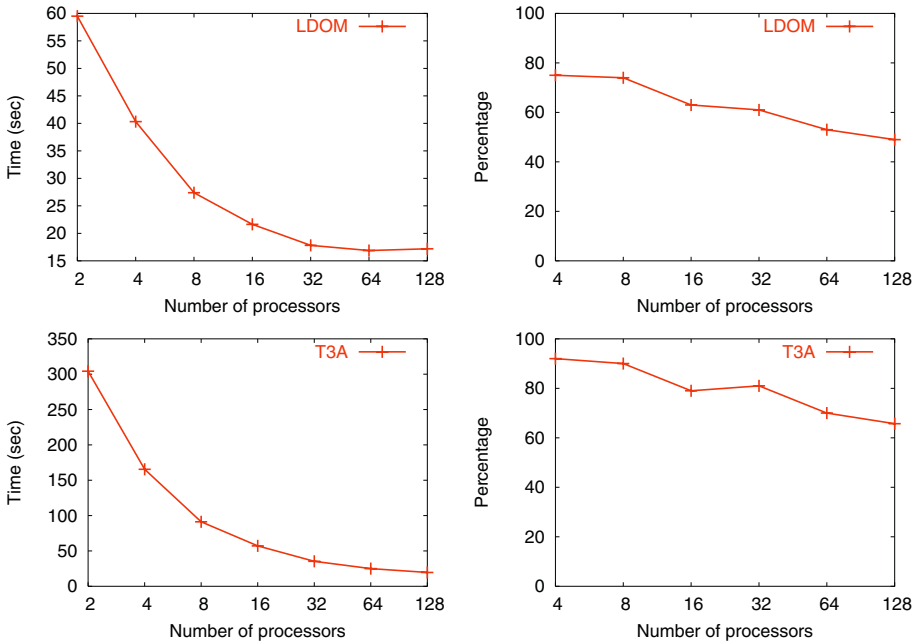 60
55
50
45
40
35
30
25
20
15
Time (sec)
LDOM
2 4 8 16 32 64 128
Number of processors
100
80
60
40
20
0
Percentage
LDOM
4 8 16 32 64 128
Number of processors
350
300
250
200
150
100
50
0
Time (sec)
T3A
2 4 8 16 32 64 128
Number of processors
100
80
60
40
20
0
Percentage
T3A
4 8 16 32 64 128
Number of processors